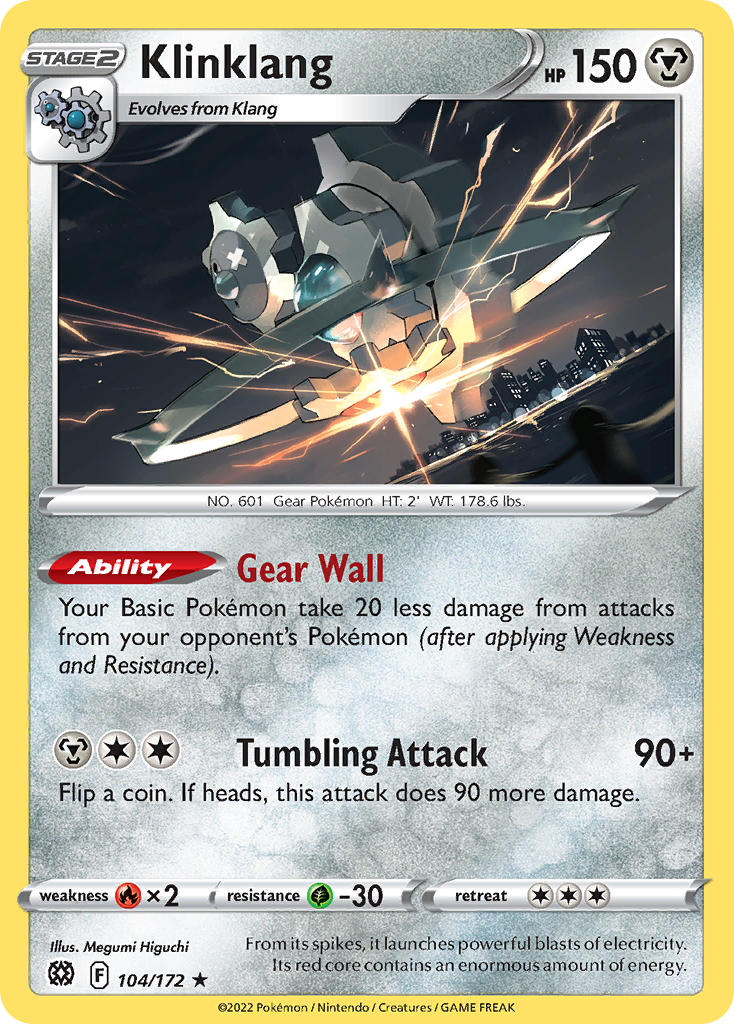 STAGE2
Klinklang
HP 150
Evolves from Klang
NO. 601 Gear Pokémon HT: 2' WT: 178.6 lbs.
Ability Gear Wall
Your Basic Pokémon take 20 less damage from attacks
from your opponent's Pokémon (after applying Weakness
and Resistance).
Tumbling Attack 90+
Flip a coin. If heads, this attack does 90 more damage.
weakness ×2 resistance -30 retreat
Illus. Megumi Higuchi
From its spikes, it launches powerful blasts of electricity.
Its red core contains an enormous amount of energy.
F 104/172 ★
©2022 Pokémon / Nintendo / Creatures / GAME FREAK